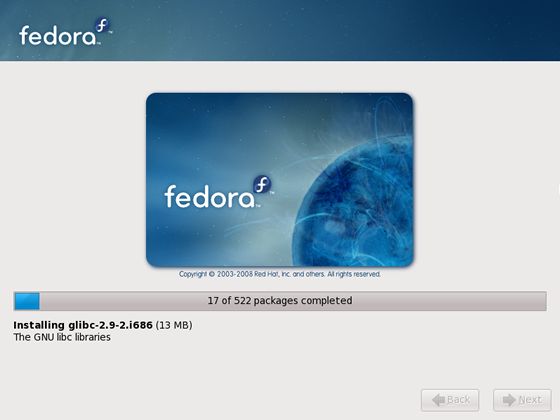 fedora
fedora
Copyright © 2003-2008 Red Hat, Inc. and others. All rights reserved.
17 of 522 packages completed
Installing glibc-2.9-2.i686 (13 MB)
The GNU libc libraries
Back Next